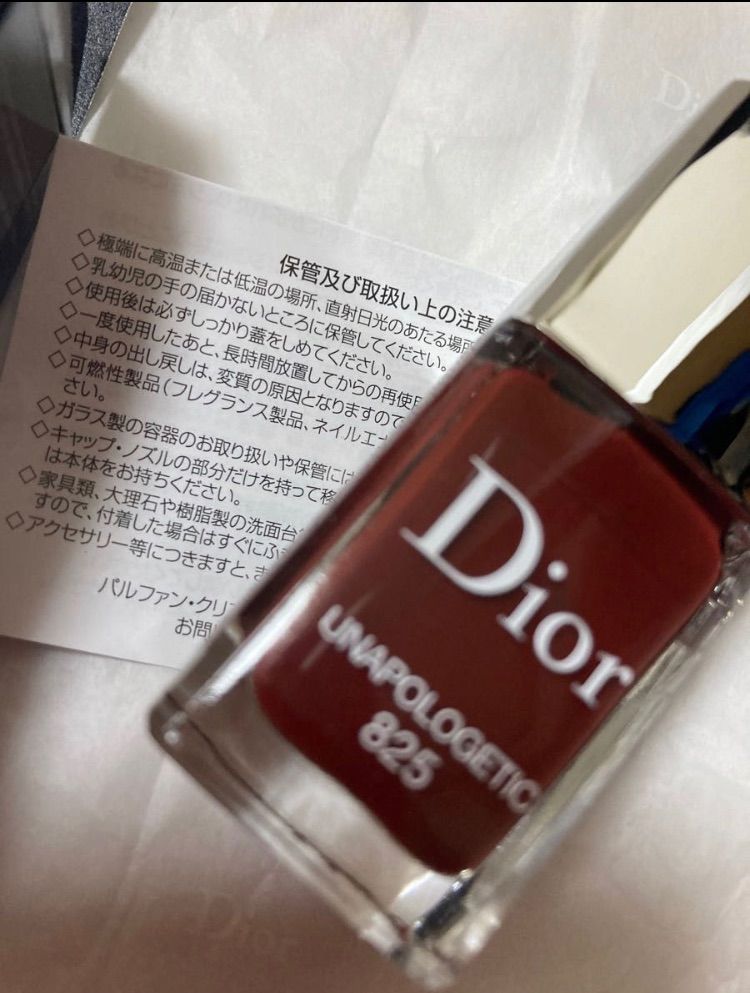 保管及び取扱い上の注意
◇極端に高温または低温の場所、直射日光のあたる場所
◇乳幼児の手の届かないところに保管してください。
◇使用後は必ずしっかり蓋をしめてください。
◇一度使用したあと、長時間放置してからの再使用
◇中身の出し戻しは、変質の原因となりますので
◇可燃性製品(フレグランス製品、ネイルエナ
さい。
◇ガラス製の容器のお取り扱いや保管には
◇キャップ・ノズルの部分だけを持って移
は本体をお持ちください。
◇家具類、大理石や樹脂製の洗面台
すので、付着した場合はすぐにふ
◇アクセサリー等につきますと、
パルファン・クリ
お問
Dior
UNAPOLOGETIC
825
Dior